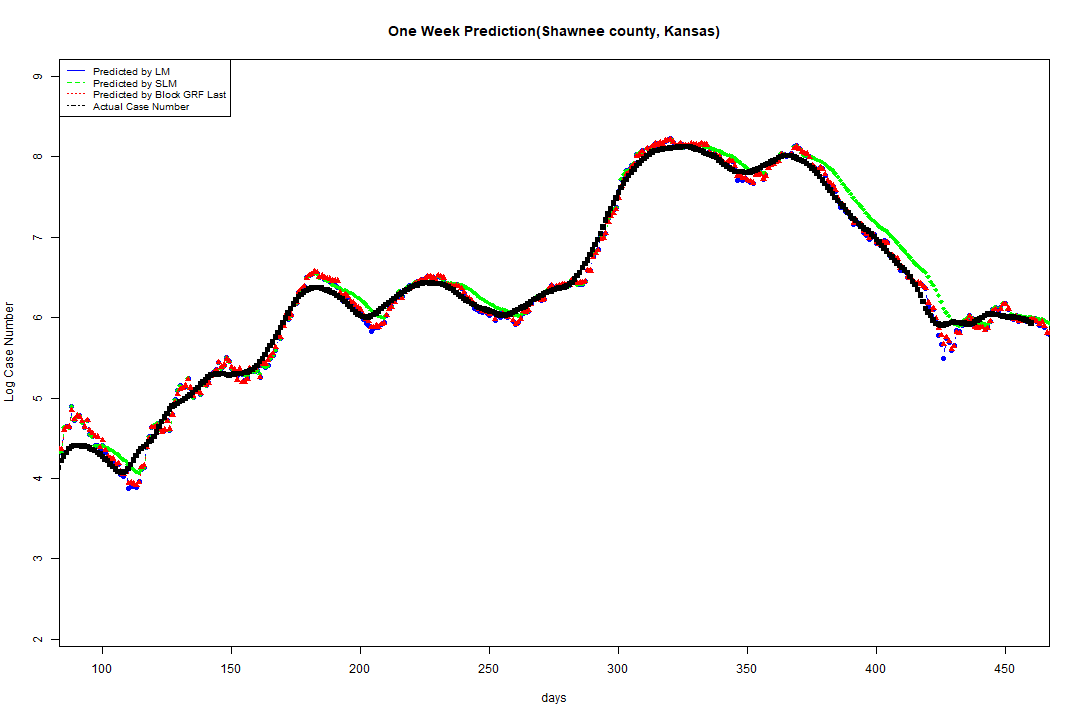 One Week Prediction(Shawnee county, Kansas)
Predicted by LM
Predicted by SLM
Predicted by Block GRF Last
Actual Case Number
9
8
7
6
5
4
3
2
Log Case Number
100 150 200 250 300 350 400 450
days